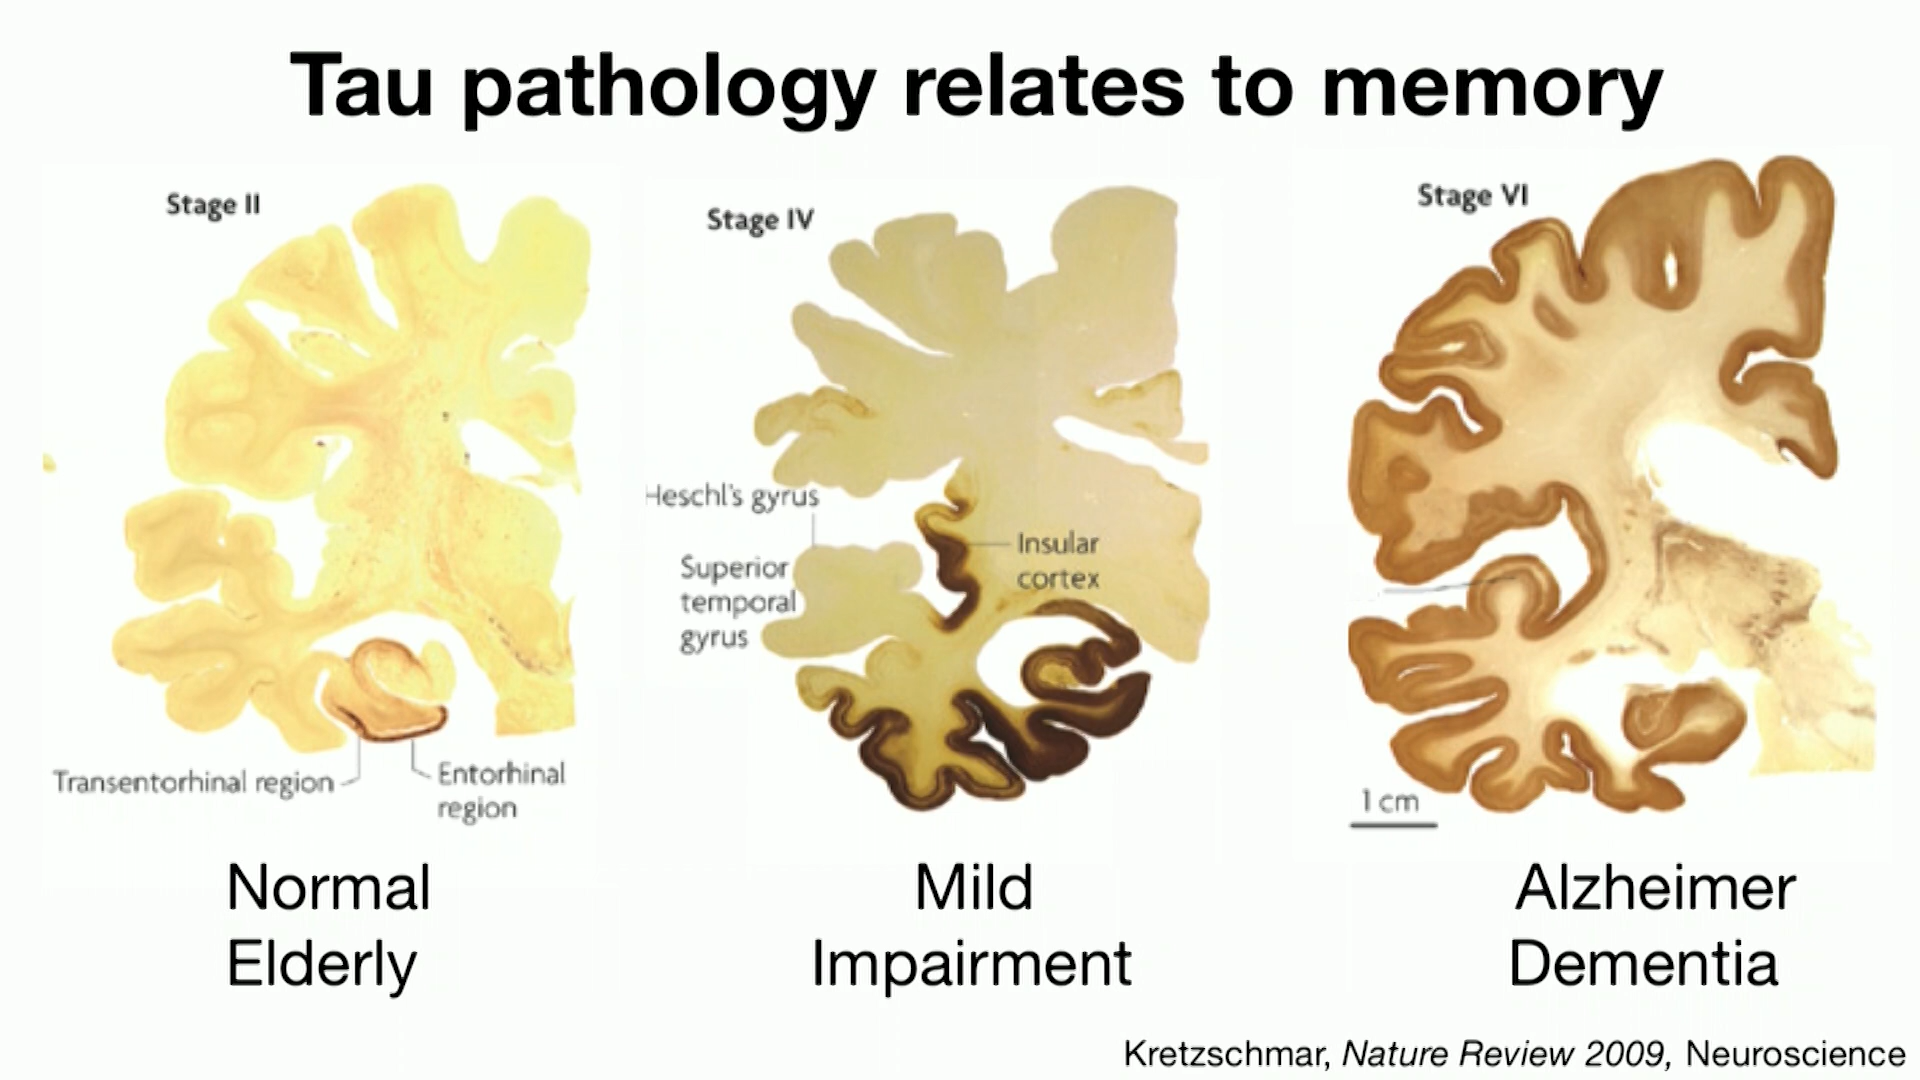 Tau pathology relates to memory
Stage II
Transentorhinal region
Entorhinal
region
Normal
Elderly
Stage IV
Heschl's gyrus
Superior
temporal
gyrus
Insular
cortex
Mild
Impairment
Stage VI
1 cm
Alzheimer
Dementia
Kretzschmar, Nature Review 2009, Neuroscience